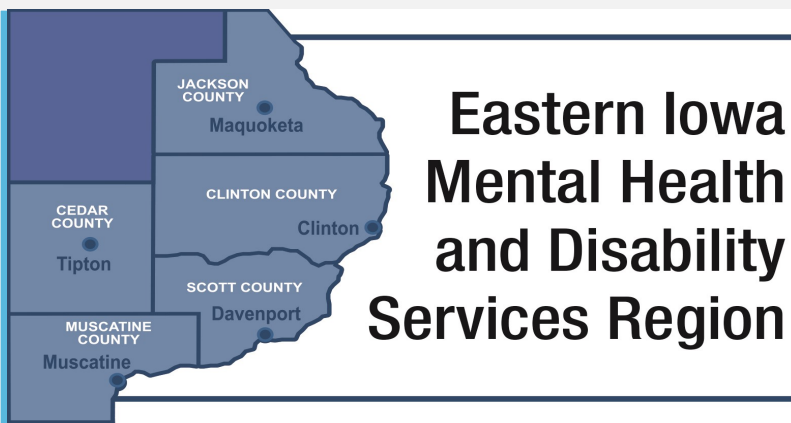 JACKSON
COUNTY
Maquoketa
CLINTON COUNTY
Clinton
CEDAR
COUNTY
Tipton
SCOTT COUNTY
Davenport
MUSCATINE
COUNTY
Muscatine
Eastern Iowa
Mental Health
and Disability
Services Region